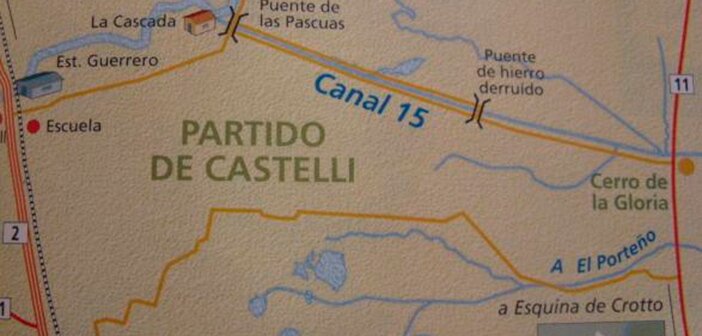 La Cascada
Puente de
las Pascuas
Est. Guerrero
Puente
de hierro
derruído
11
Canal 15
Escuela
PARTIDO
DE CASTELLI
Cerro de
la Gloria
2
A El Porteño
a Esquina de Crotto
1